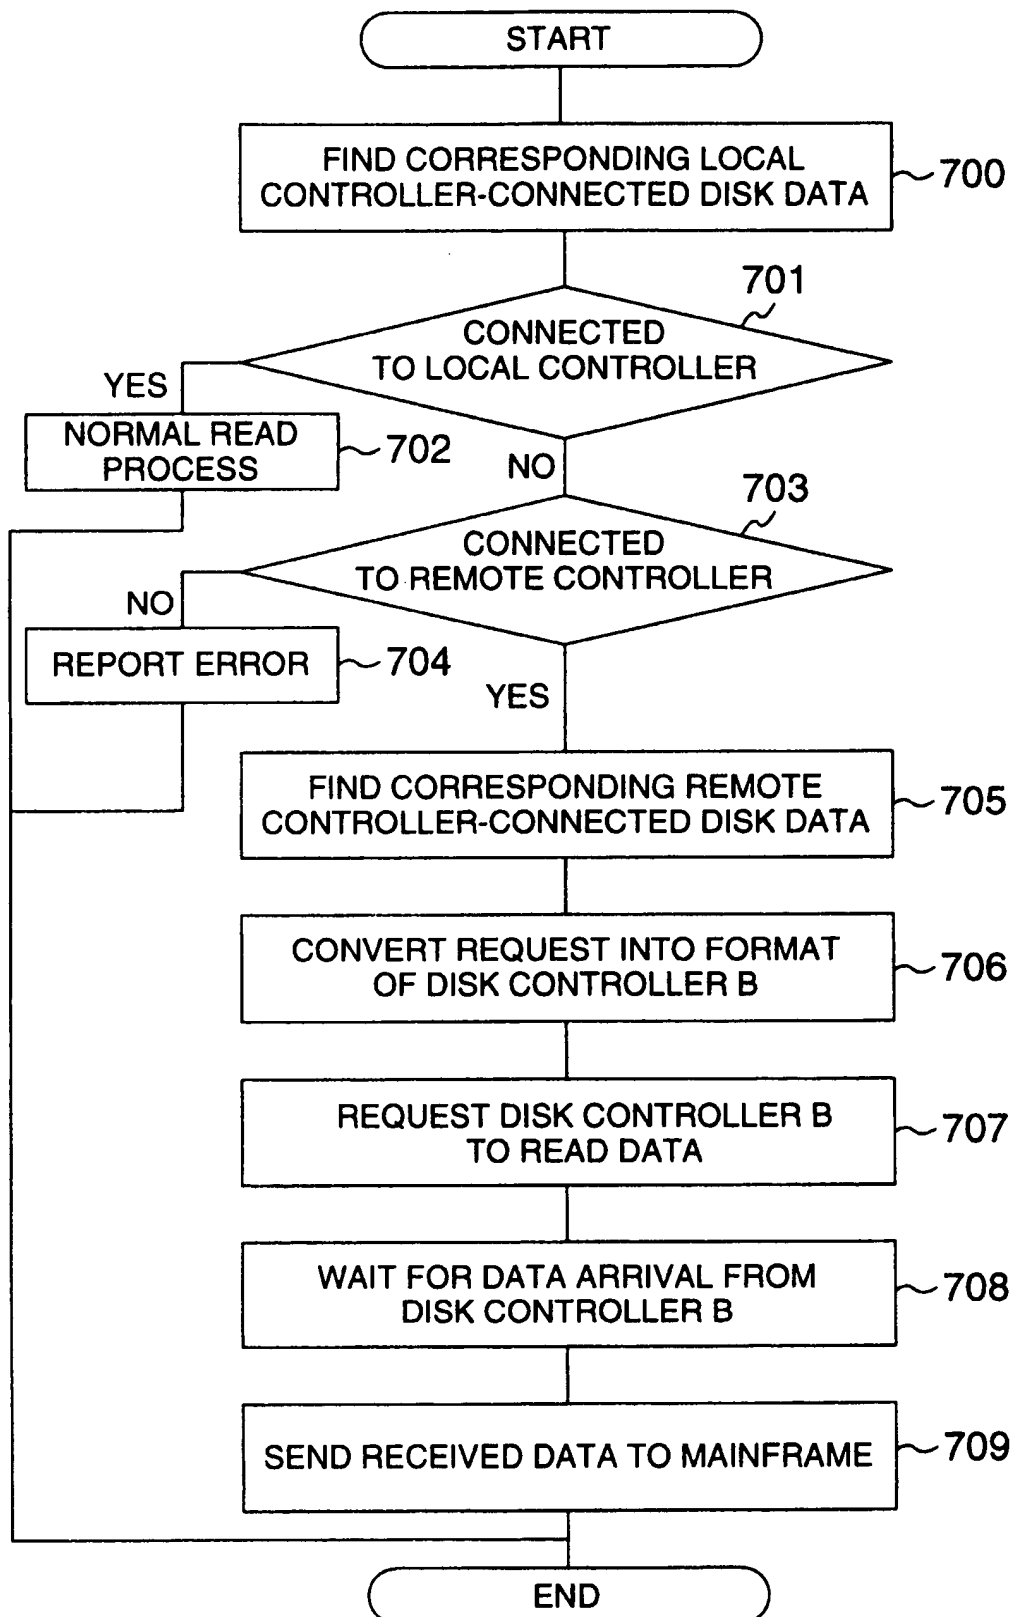 START
FIND CORRESPONDING LOCAL
CONTROLLER-CONNECTED DISK DATA
700
701
CONNECTED
TO LOCAL CONTROLLER
YES
NORMAL READ
PROCESS
702
NO
703
CONNECTED
TO REMOTE CONTROLLER
NO
REPORT ERROR
704
YES
FIND CORRESPONDING REMOTE
CONTROLLER-CONNECTED DISK DATA
705
CONVERT REQUEST INTO FORMAT
OF DISK CONTROLLER B
706
REQUEST DISK CONTROLLER B
TO READ DATA
707
WAIT FOR DATA ARRIVAL FROM
DISK CONTROLLER B
708
SEND RECEIVED DATA TO MAINFRAME
709
END